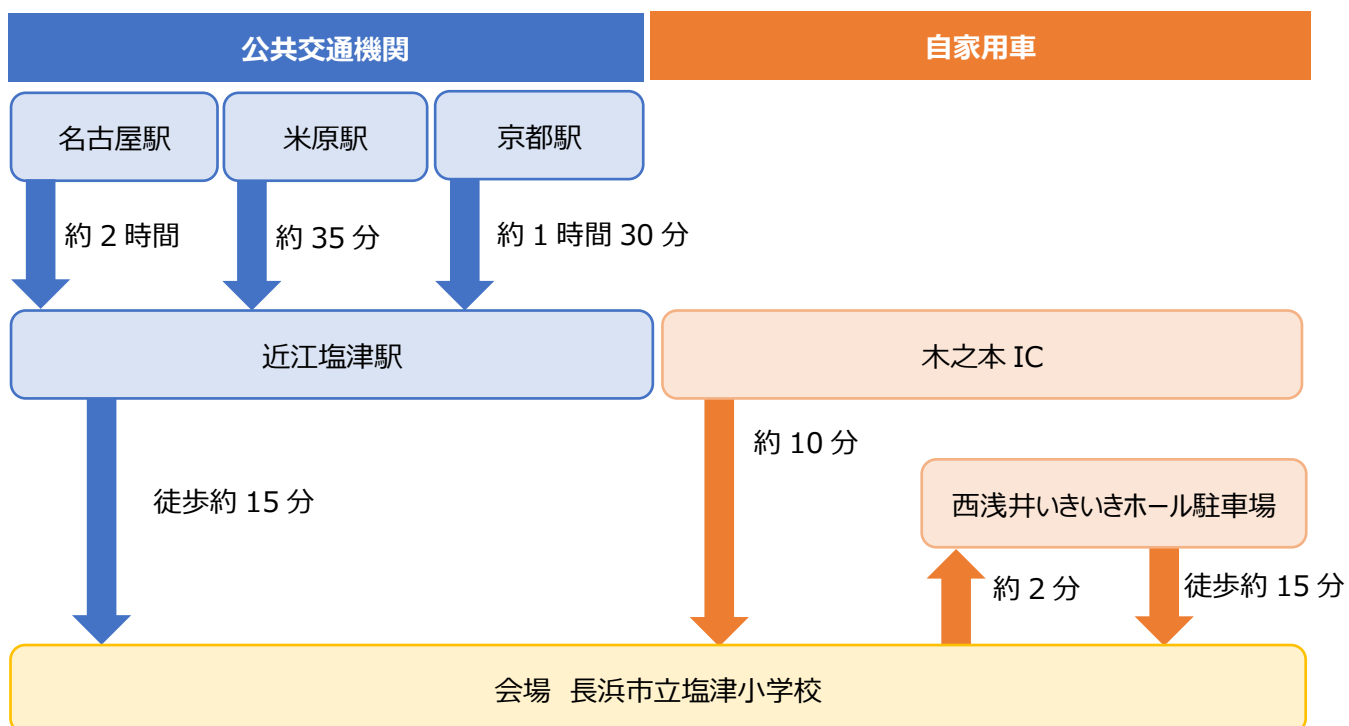 公共交通機関
自家用車
名古屋駅
米原駅
京都駅
約 2 時間
約 35 分
約 1 時間 30 分
近江塩津駅
木之本 IC
約 10 分
徒歩約 15 分
西浅井いきいきホール駐車場
約 2 分
徒歩約 15 分
会場 長浜市立塩津小学校